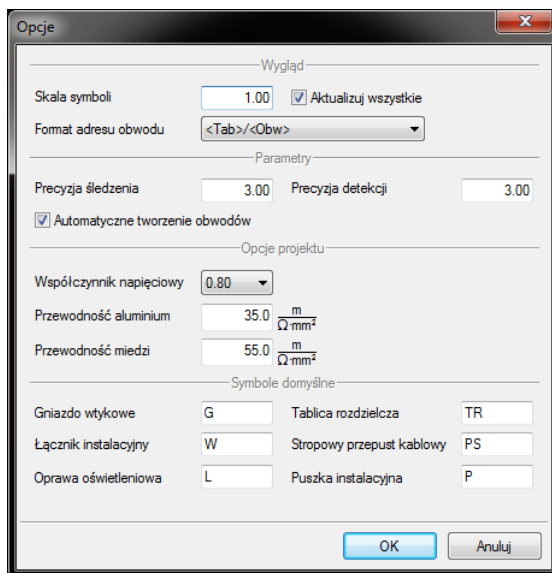 Opcje
Wygląd
Skala symboli 1.00 Aktualizuj wszystkie
Format adresu obwodu <Tab>/<Obw>
Parametry
Precyzja śledzenia 3.00 Precyzja detekcji 3.00
Automatyczne tworzenie obwodów
Opcje projektu
Współczynnik napięciowy 0.80
Przewodność aluminium 35.0 m/Ω·mm²
Przewodność miedzi 55.0 m/Ω·mm²
Symbole domyślne
Gniazdo wtykowe G Tablica rozdzielcza TR
Łącznik instalacyjny W Stropowy przepust kablowy PS
Oprawa oświetleniowa L Puszka instalacyjna P
OK Anuluj